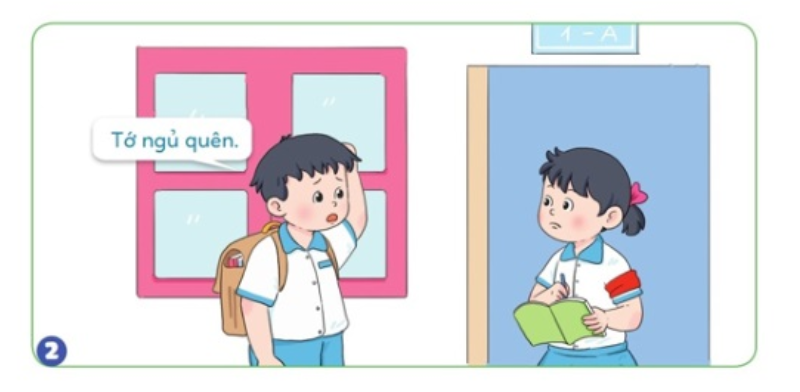 1 - A
Tớ ngủ quên.
2